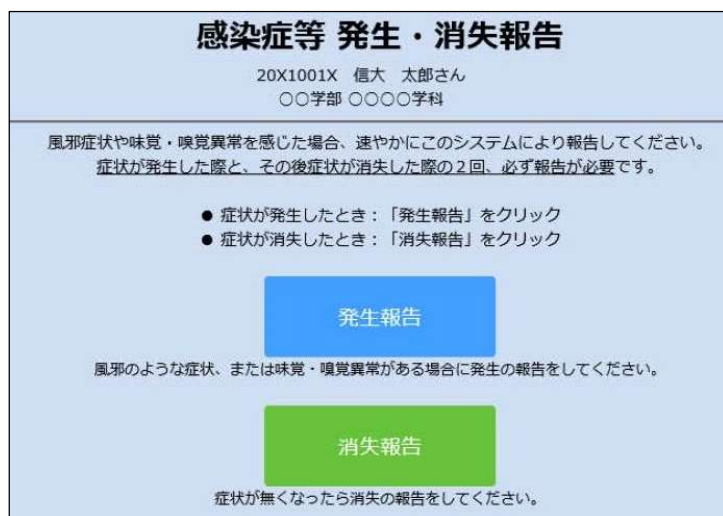 感染症等 発生・消失報告
20X1001X 信大 太郎さん
○○学部 ○○○○学科
風邪症状や味覚・嗅覚異常を感じた場合、速やかにこのシステムにより報告してください。
症状が発生した際と、その後症状が消失した際の2回、必ず報告が必要です。
● 症状が発生したとき：「発生報告」をクリック
● 症状が消失したとき：「消失報告」をクリック
発生報告
風邪のような症状、または味覚・嗅覚異常がある場合に発生の報告をしてください。
消失報告
症状が無くなったら消失の報告をしてください。